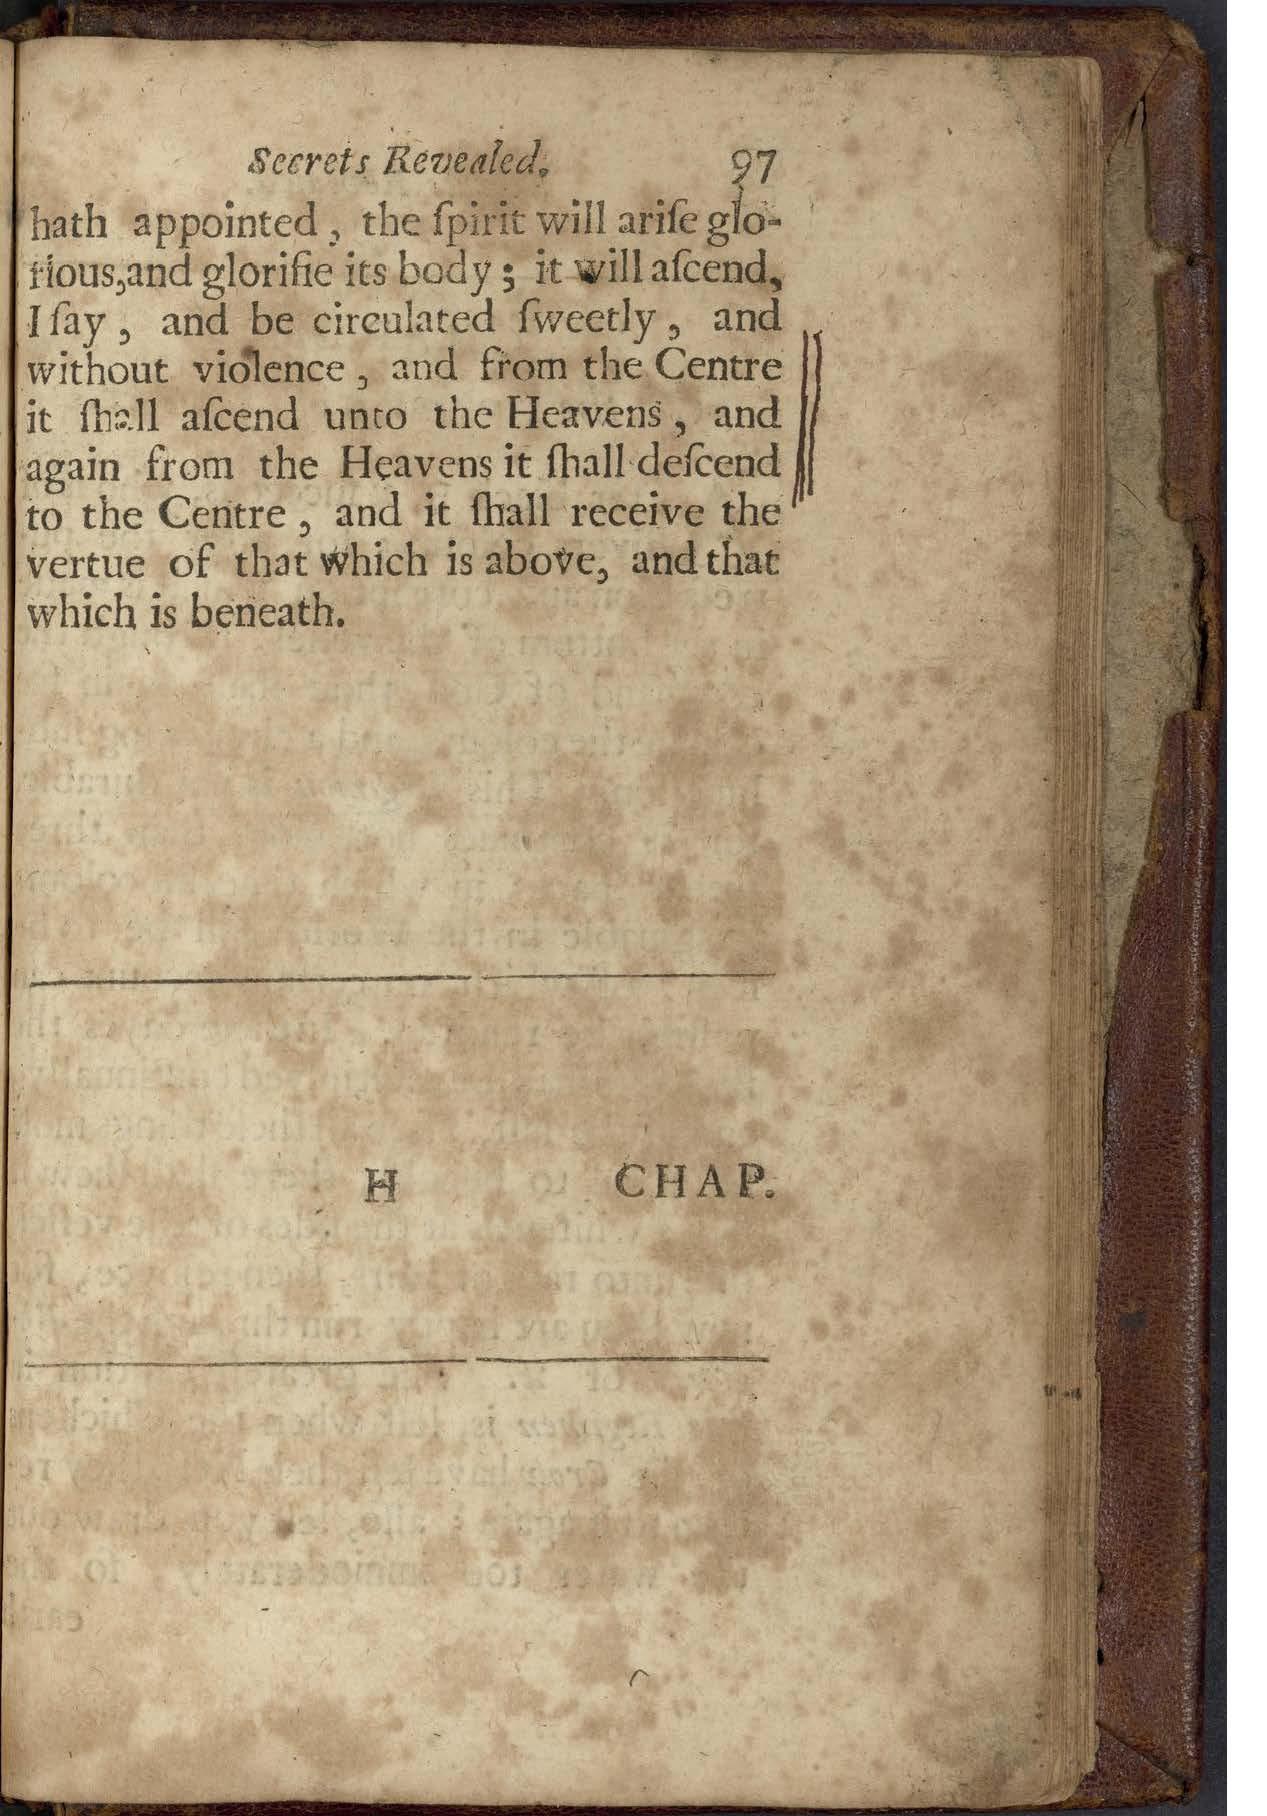 Secrets Revealed. 97
hath appointed, the ſpirit will ariſe glo-
rious, and glorifie its body; it will aſcend,
I ſay, and be circulated ſweetly, and
without violence, and from the Centre
it ſhall aſcend unto the Heavens, and
again from the Heavens it ſhall deſcend
to the Centre, and it ſhall receive the
vertue of that which is above, and that
which is beneath.
H CHAP.